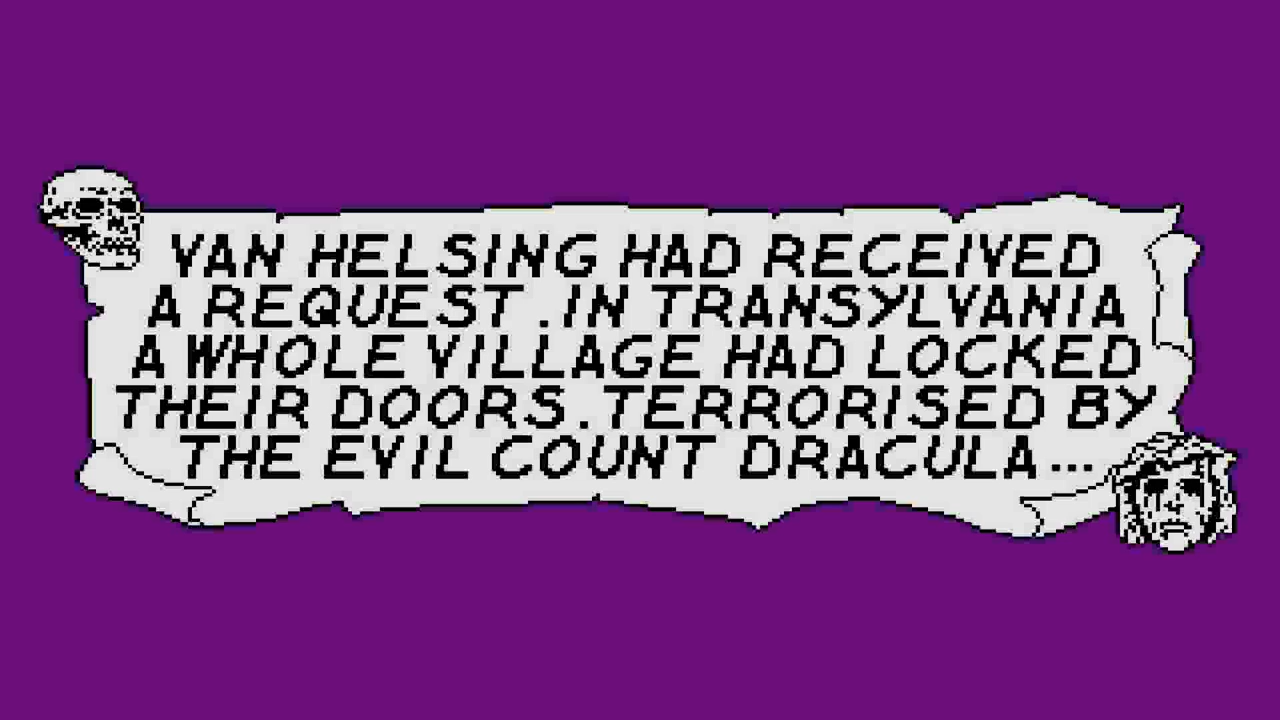 VAN HELSING HAD RECEIVED
A REQUEST .IN TRANSYLVANIA
A WHOLE VILLAGE HAD LOCKED
THEIR DOORS.TERRORISED BY
THE EVIL COUNT DRACULA...